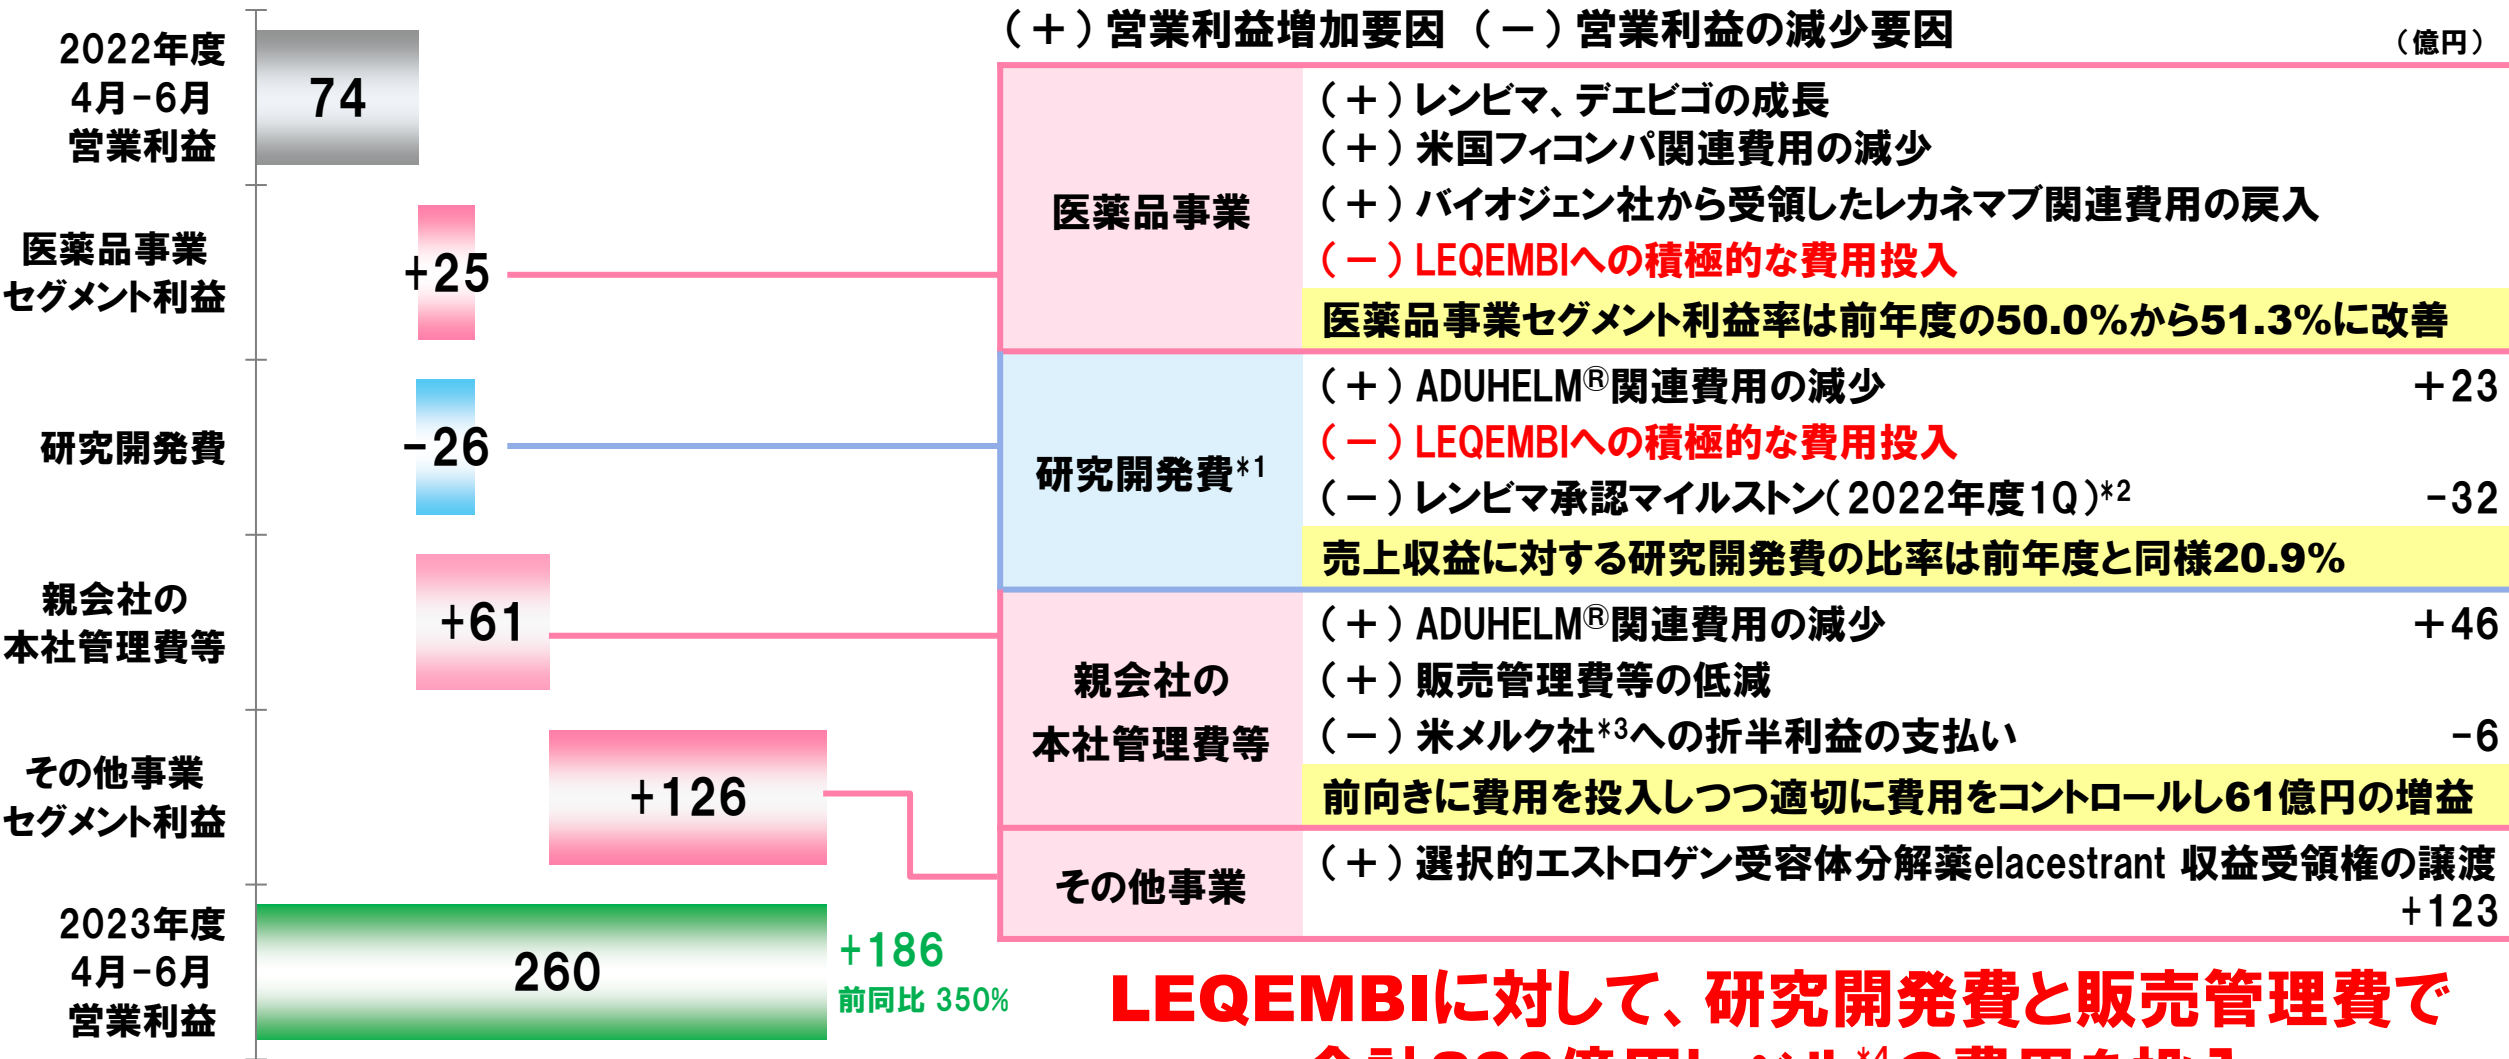 (+)営業利益増加要因 (-)営業利益の減少要因
(億円)
2022年度
4月-6月
営業利益
74
医薬品事業
セグメント利益
+25
研究開発費
-26
親会社の
本社管理費等
+61
その他事業
セグメント利益
+126
2023年度
4月-6月
営業利益
260
+186
前同比 350%
医薬品事業
(+)レンビマ、デエビゴの成長
(+)米国フィコンパ関連費用の減少
(+)バイオジェン社から受領したレカネマブ関連費用の戻入
(-)LEQEMBIへの積極的な費用投入
医薬品事業セグメント利益率は前年度の50.0%から51.3%に改善
研究開発費*1
(+)ADUHELM®関連費用の減少 +23
(-)LEQEMBIへの積極的な費用投入
(-)レンビマ承認マイルストン(2022年度1Q)*2 -32
売上収益に対する研究開発費の比率は前年度と同様20.9%
親会社の
本社管理費等
(+)ADUHELM®関連費用の減少 +46
(+)販売管理費等の低減
(-)米メルク社*3への折半利益の支払い -6
前向きに費用を投入しつつ適切に費用をコントロールし61億円の増益
その他事業
(+)選択的エストロゲン受容体分解薬elacestrant 収益受領権の譲渡
+123
LEQEMBIに対して、研究開発費と販売管理費で